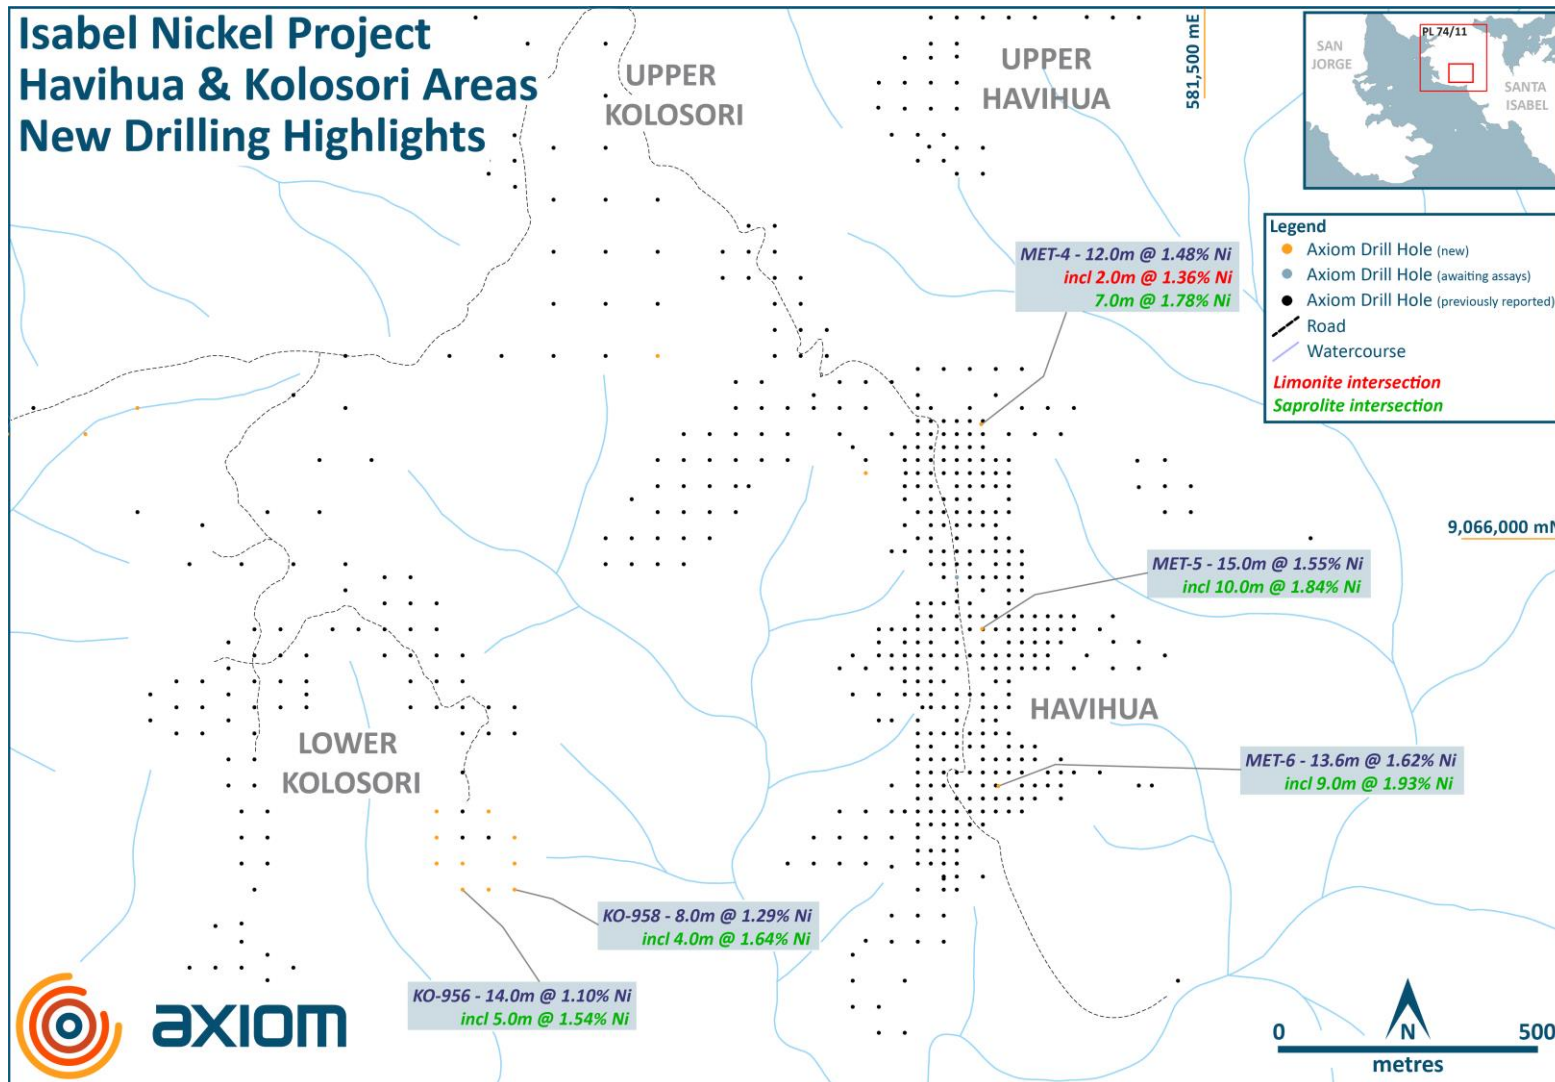 Isabel Nickel Project
Havihua & Kolosori Areas
New Drilling Highlights
UPPER
KOLOSORI
UPPER
HAVIHUA
581,500 mE
PL 74/11
SAN
JORGE
SANTA
ISABEL
Legend
Axiom Drill Hole (new)
Axiom Drill Hole (awaiting assays)
Axiom Drill Hole (previously reported)
Road
Watercourse
Limonite intersection
Saprolite intersection
MET-4 - 12.0m @ 1.48% Ni
incl 2.0m @ 1.36% Ni
7.0m @ 1.78% Ni
9,066,000 mN
MET-5 - 15.0m @ 1.55% Ni
incl 10.0m @ 1.84% Ni
HAVIHUA
LOWER
KOLOSORI
MET-6 - 13.6m @ 1.62% Ni
incl 9.0m @ 1.93% Ni
KO-958 - 8.0m @ 1.29% Ni
incl 4.0m @ 1.64% Ni
KO-956 - 14.0m @ 1.10% Ni
incl 5.0m @ 1.54% Ni
axiom
0 N 500
metres